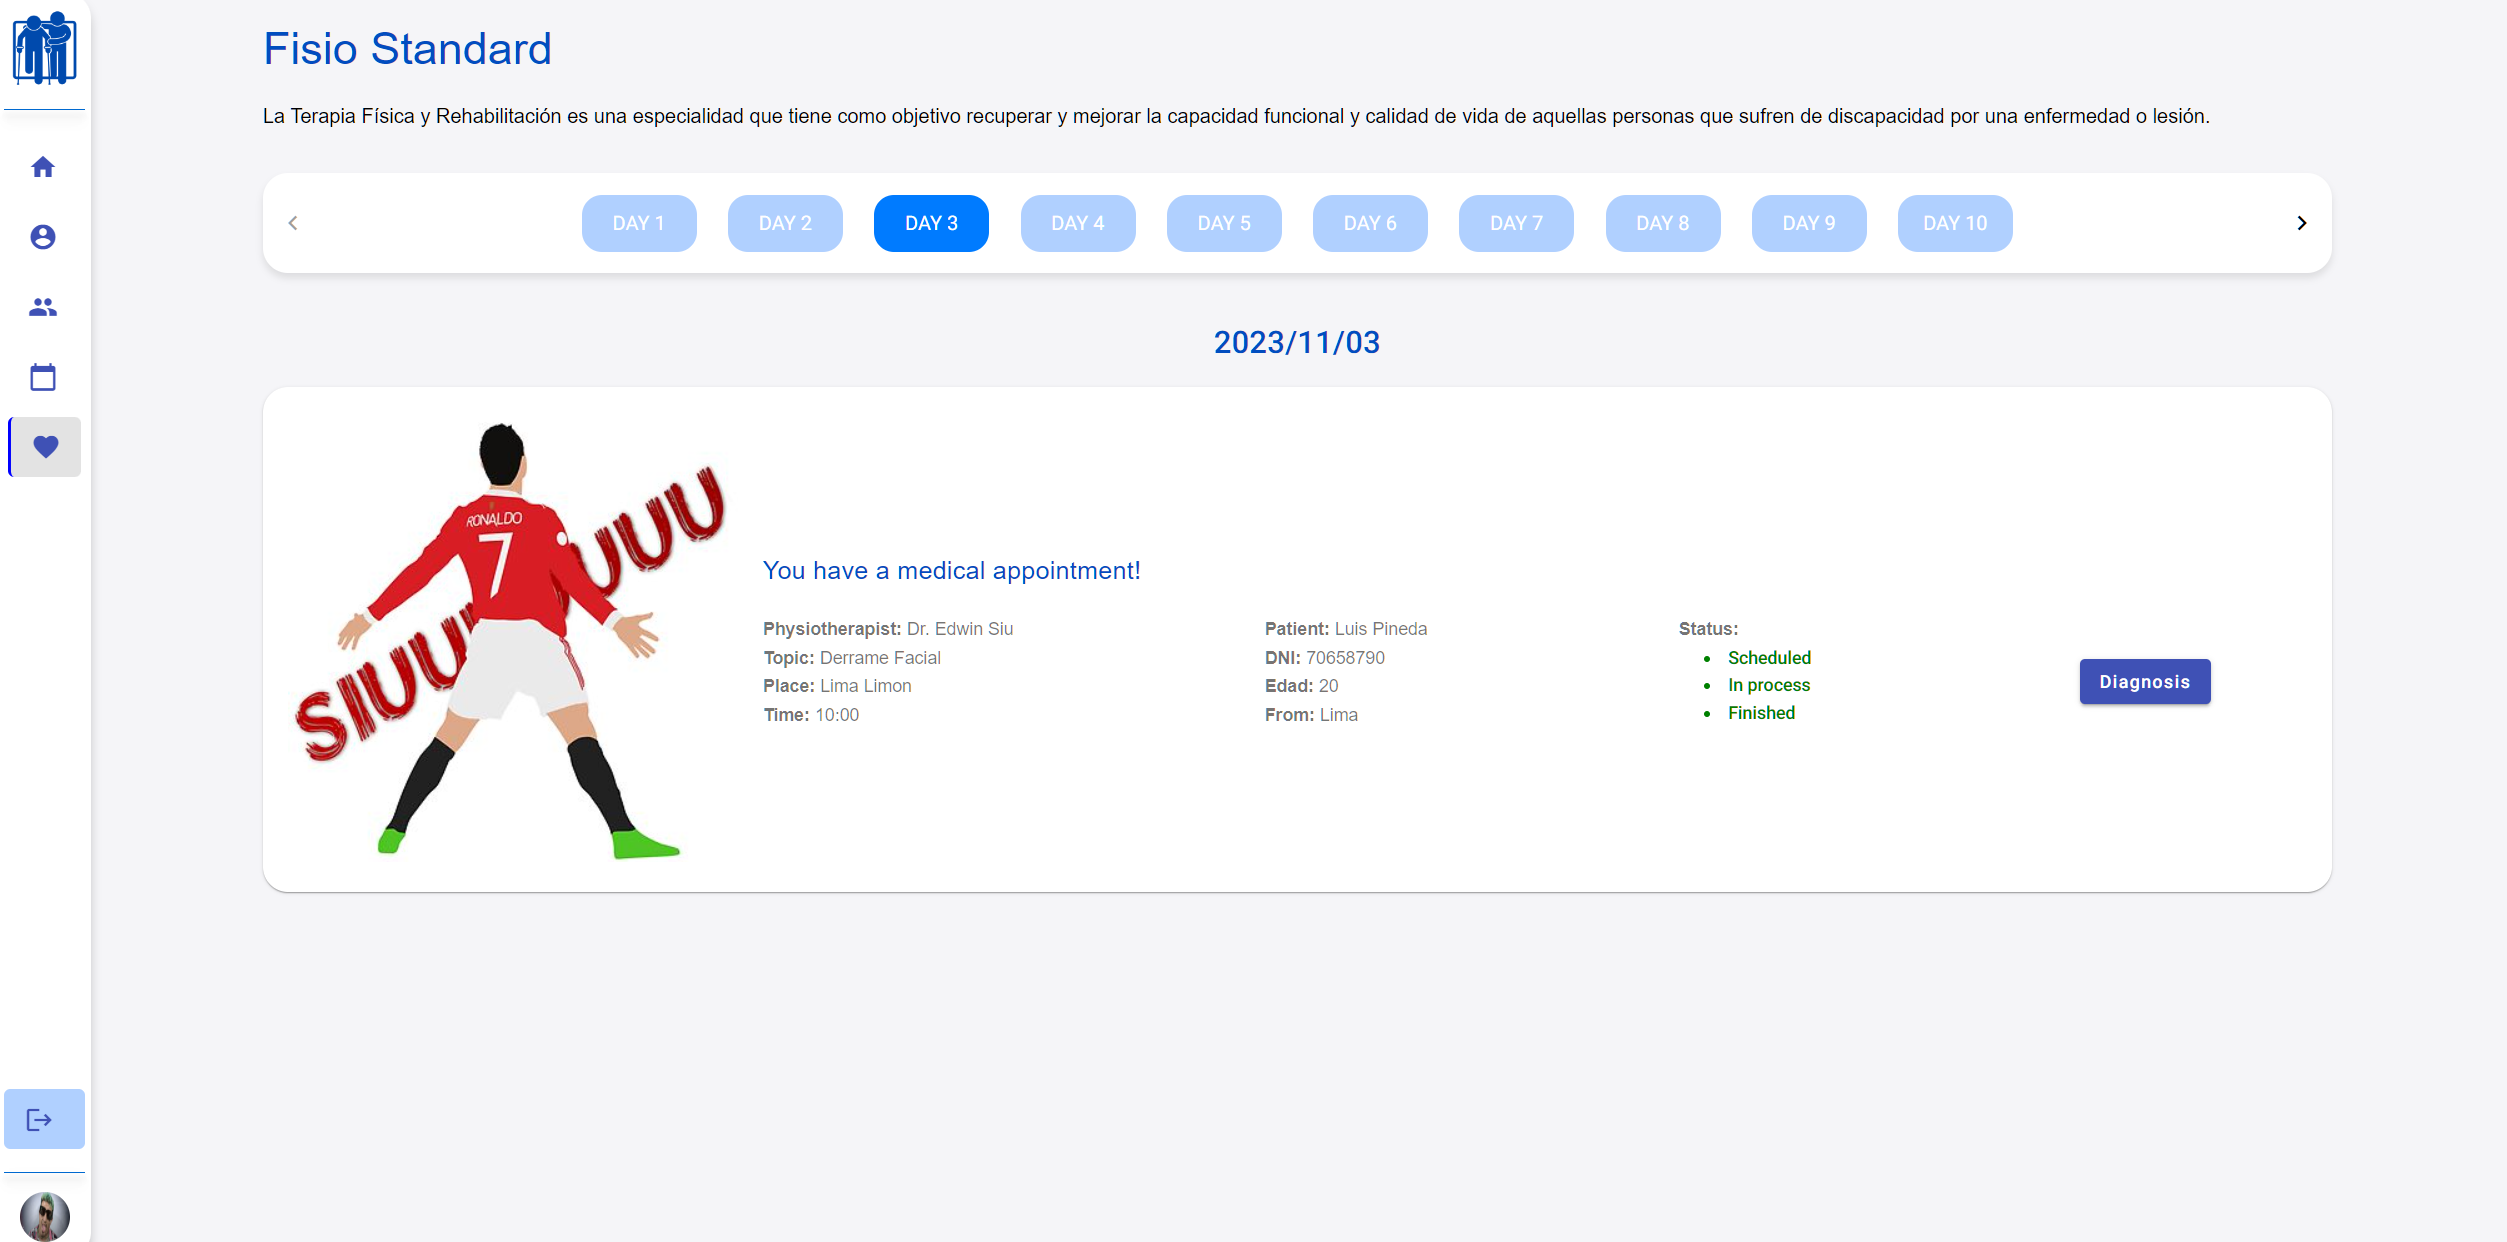 Fisio Standard
La Terapia Física y Rehabilitación es una especialidad que tiene como objetivo recuperar y mejorar la capacidad funcional y calidad de vida de aquellas personas que sufren de discapacidad por una enfermedad o lesión.
DAY 1 DAY 2 DAY 3 DAY 4 DAY 5 DAY 6 DAY 7 DAY 8 DAY 9 DAY 10
2023/11/03
RONALDO
7
SIUUU UUU
You have a medical appointment!
Physiotherapist: Dr. Edwin Siu
Topic: Derrame Facial
Place: Lima Limon
Time: 10:00
Patient: Luis Pineda
DNI: 70658790
Edad: 20
From: Lima
Status:
Scheduled
In process
Finished
Diagnosis